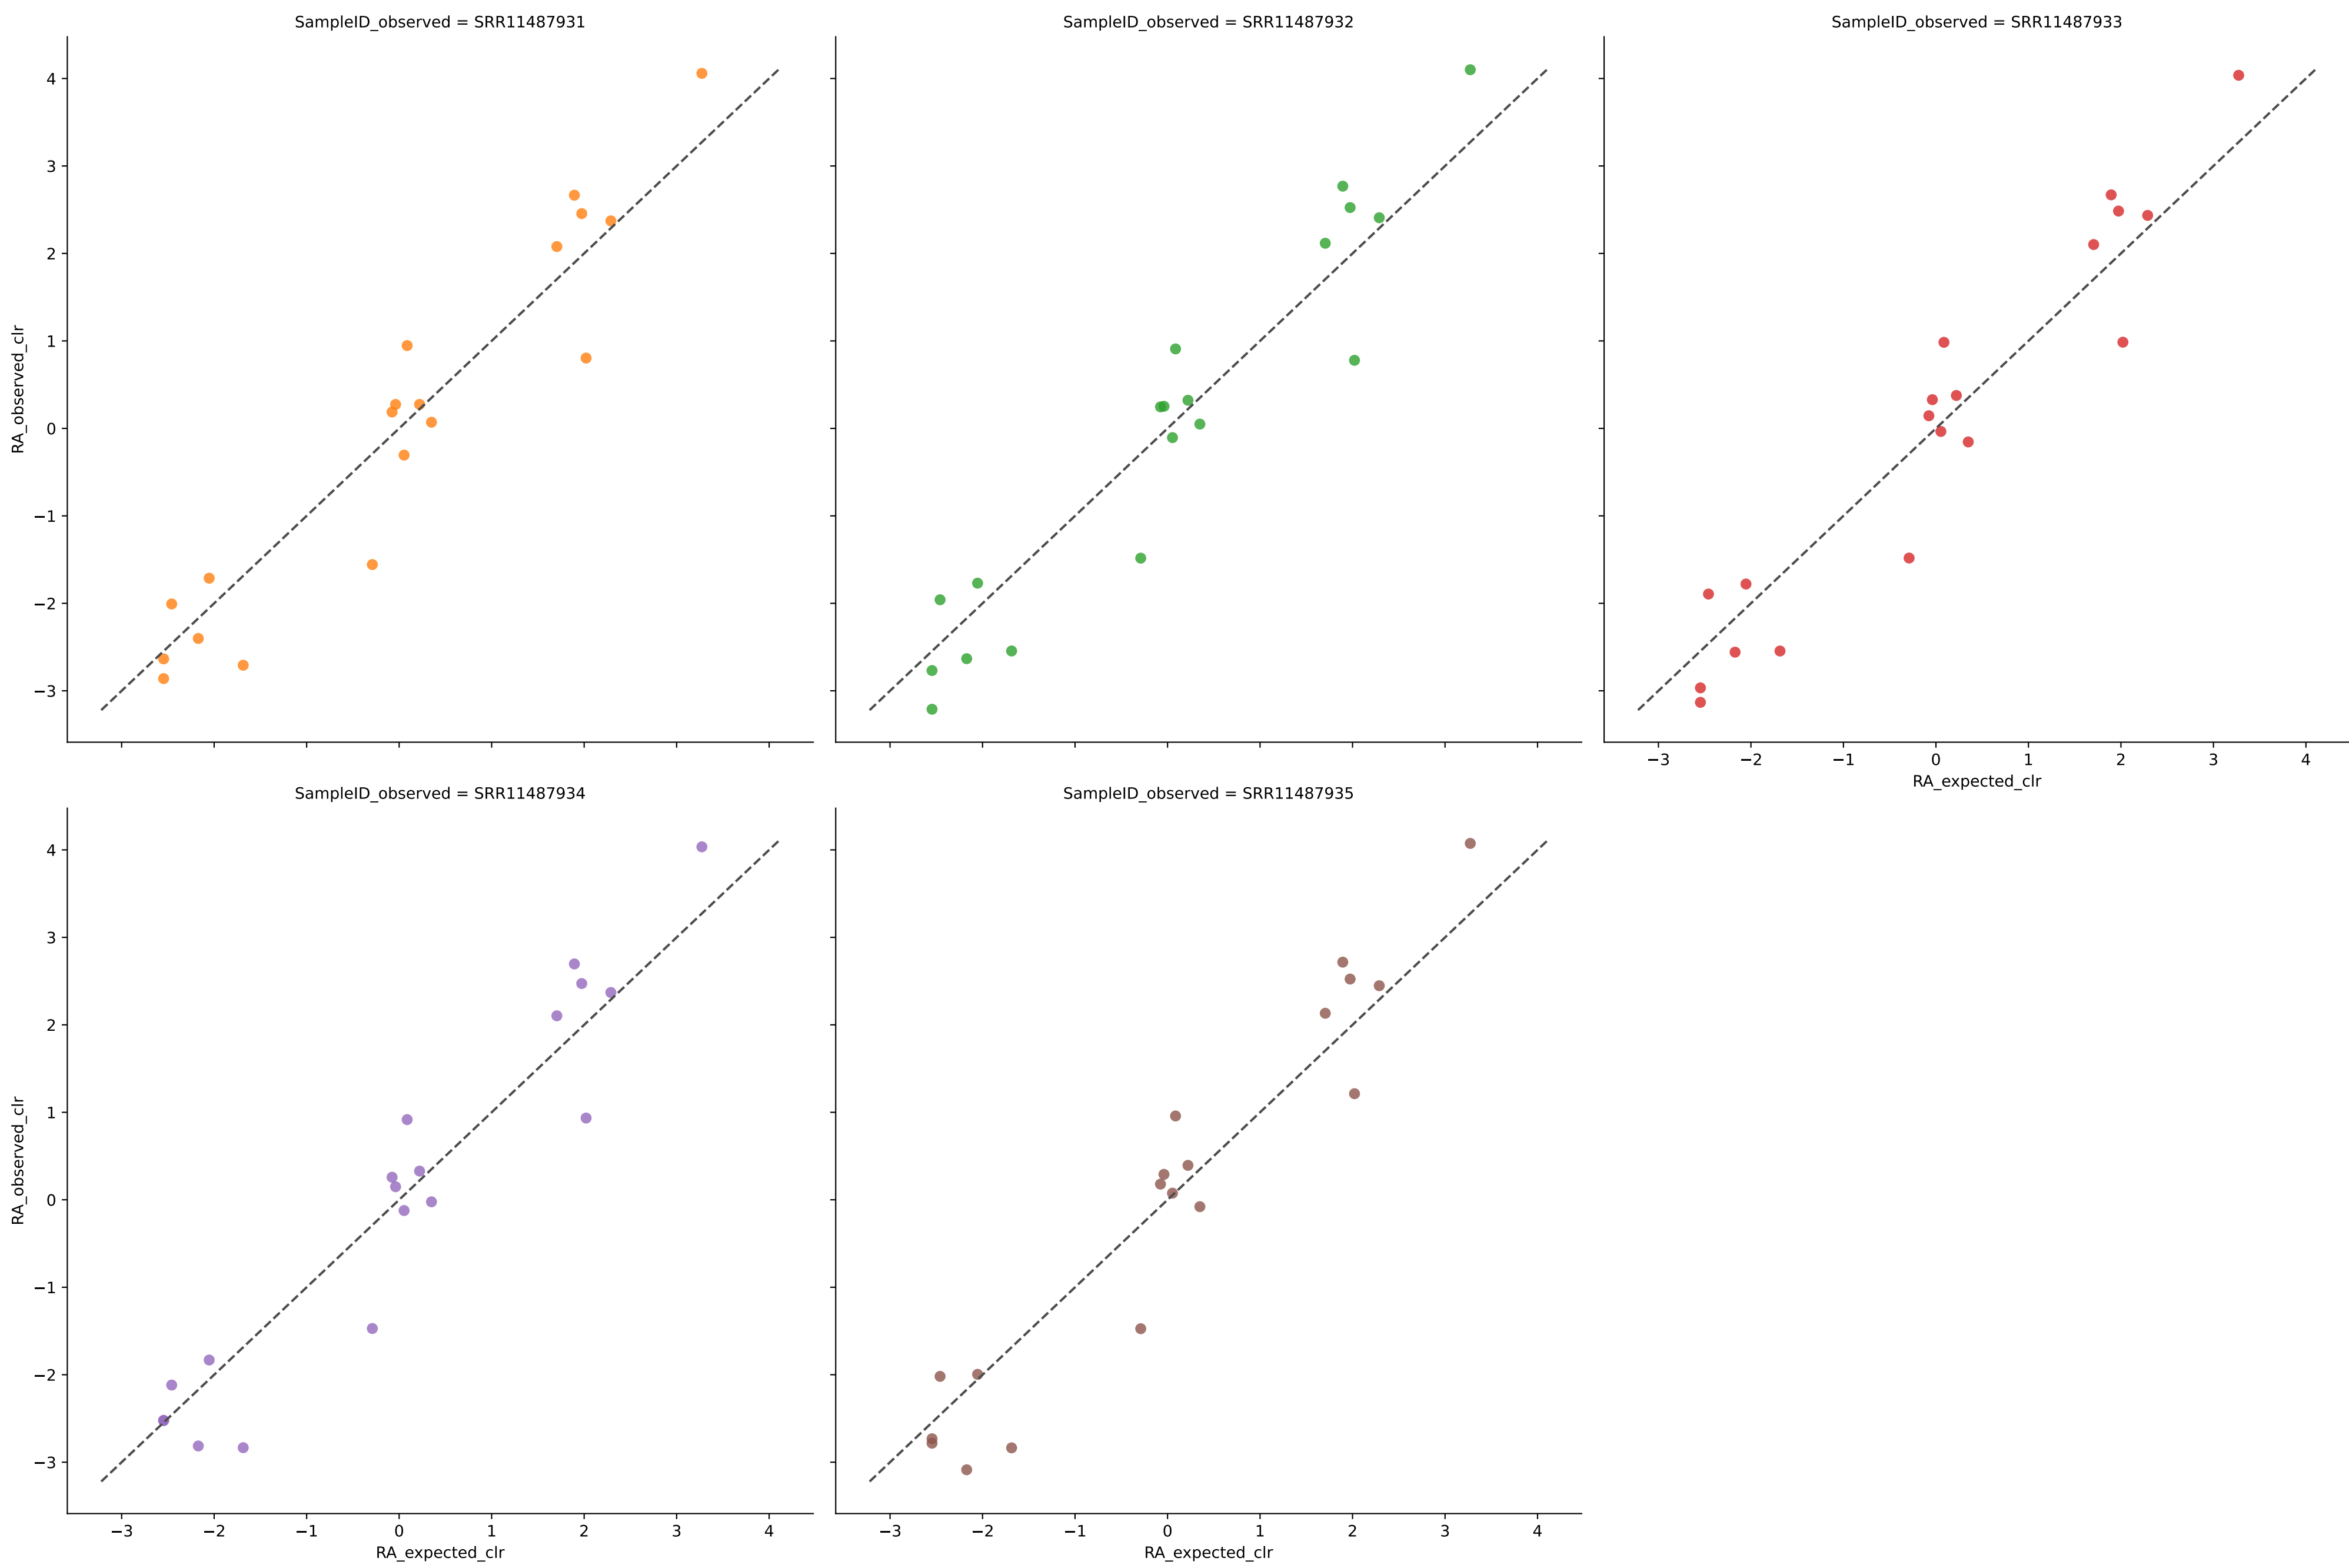 SampleID_observed = SRR11487931
SampleID_observed = SRR11487932
SampleID_observed = SRR11487933
RA_observed_clr
4
3
2
1
0
−1
−2
−3
−3 −2 −1 0 1 2 3 4
RA_expected_clr
SampleID_observed = SRR11487934
SampleID_observed = SRR11487935
RA_observed_clr
4
3
2
1
0
−1
−2
−3
−3 −2 −1 0 1 2 3 4
RA_expected_clr
−3 −2 −1 0 1 2 3 4
RA_expected_clr